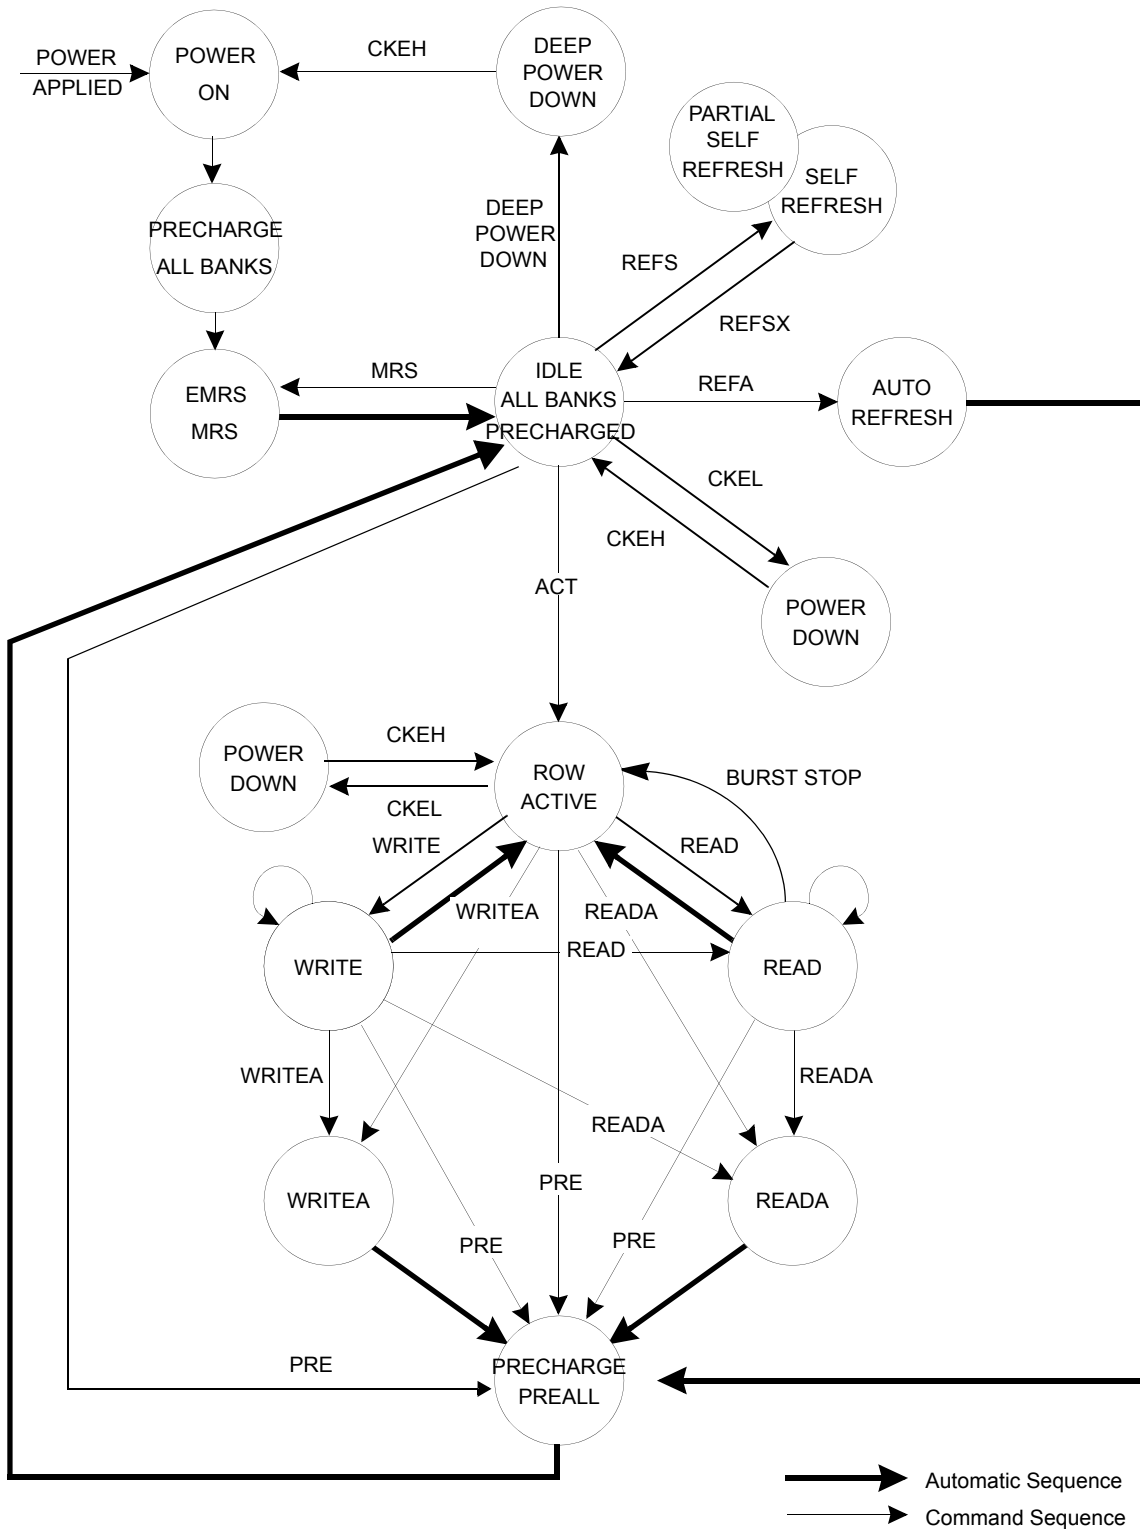 POWER
APPLIED
POWER
ON
CKEH
DEEP
POWER
DOWN
PARTIAL
SELF
REFRESH
SELF
REFRESH
PRECHARGE
ALL BANKS
DEEP
POWER
DOWN
REFS
REFSX
EMRS
MRS
MRS
IDLE
ALL BANKS
PRECHARGED
REFA
AUTO
REFRESH
CKEL
CKEH
ACT
POWER
DOWN
POWER
DOWN
CKEH
CKEL
ROW
ACTIVE
BURST STOP
WRITE
READ
WRITEA
READA
WRITE
READ
READ
WRITEA
READA
READA
WRITEA
PRE
READA
PRE
PRE
PRE
PRECHARGE
PREALL
Automatic Sequence
Command Sequence